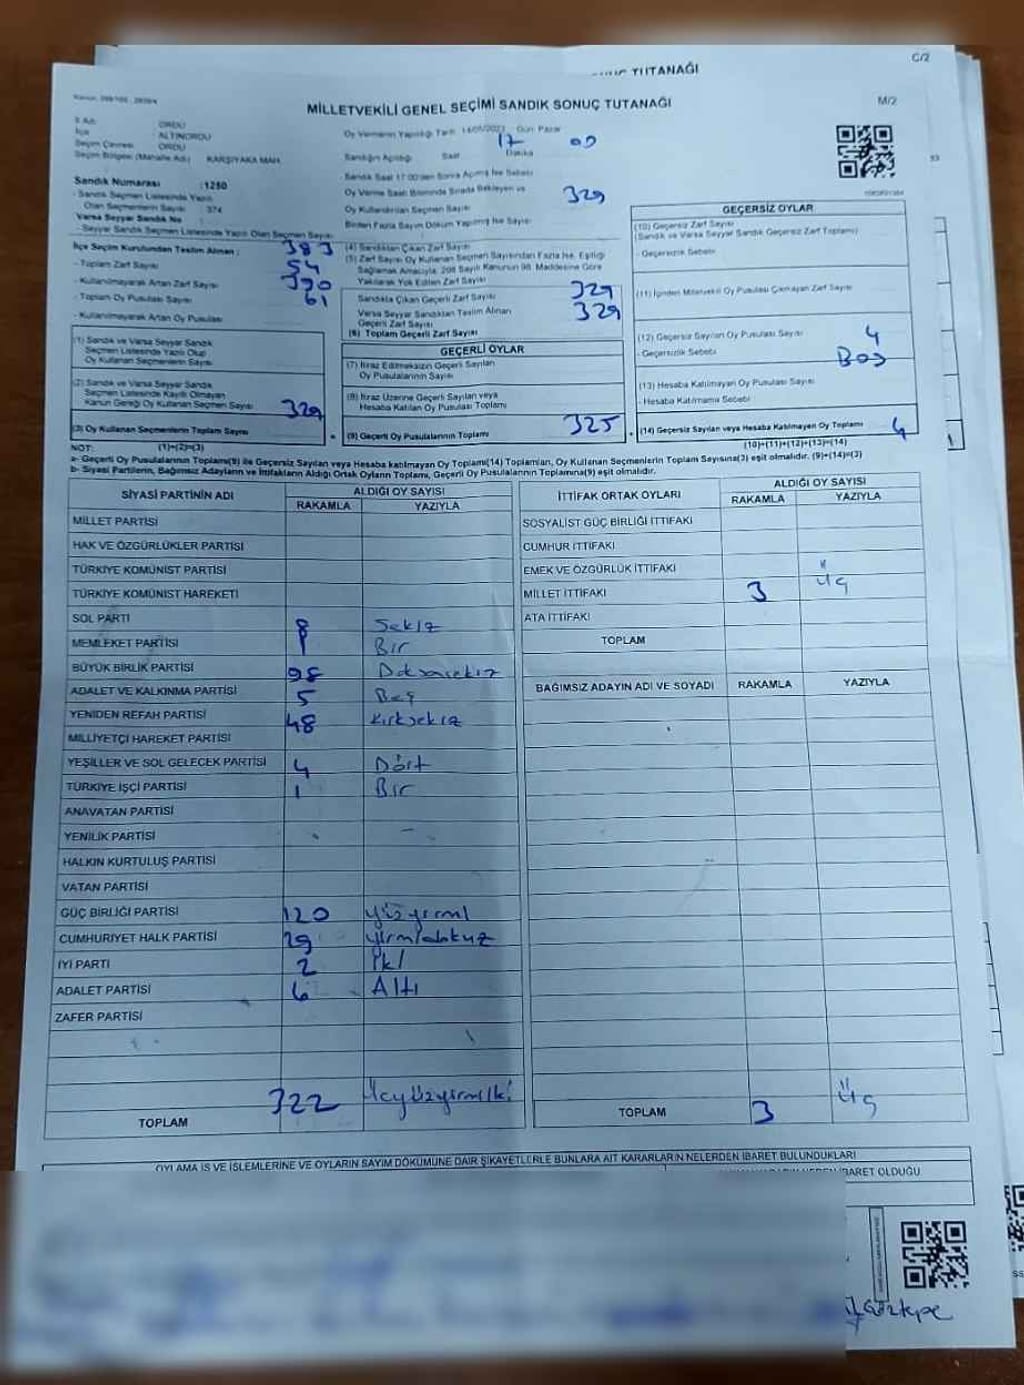 C/2
TUTANAĞI
MİLLETVEKİLİ GENEL SEÇİMİ SANDIK SONUÇ TUTANAĞI
M/2
İl Adı ORDU
İlçe ALTINORDU
Seçim Çevresi ORDU
Seçim Bölgesi (Mahalle Adı) KARŞIYAKA MAH.
Oy Vermenin Yapıldığı Tarih 14/05/2023 Gün Pazar
Sandığın Açıldığı Saat 17 Dakika 00
Sandık Numarası :1250
- Sandık Seçmen Listesinde Yazılı
Olan Seçmenlerin Sayısı 374
Varsa Seyyar Sandık No
- Seyyar Sandık Seçmen Listesinde Yazılı Olan Seçmen Sayısı
- Sandık Saat 17:00'den Sonra Açılmış İse Sebebi
Oy Verme Saati Bitiminde Sırada Bekleyen ve
Oy Kullandırılan Seçmen Sayısı 329
Birden Fazla Sayım Döküm Yapılmış İse Sayısı
İlçe Seçim Kurulundan Teslim Alınan : 383
- Toplam Zarf Sayısı 54
- Kullanılmayarak Artan Zarf Sayısı 390
- Toplam Oy Pusulası Sayısı 61
- Kullanılmayarak Artan Oy Pusulası
(1) Sandık ve Varsa Seyyar Sandık
Seçmen Listesinde Yazılı Olup
Oy Kullanan Seçmenlerin Sayısı
(2) Sandık ve Varsa Seyyar Sandık
Seçmen Listesinde Kayıtlı Olmayan
Kanun Gereği Oy Kullanan Seçmen Sayısı 329
(3) Oy Kullanan Seçmenlerin Toplam Sayısı
(1)+(2)=(3)
(4) Sandıktan Çıkan Zarf Sayısı
(5) Zarf Sayısı Oy Kullanan Seçmen Sayısından Fazla İse, Eşitliği
Sağlamak Amacıyla, 298 Sayılı Kanunun 98. Maddesine Göre
Yakılarak Yok Edilen Zarf Sayısı
Sandıkta Çıkan Geçerli Zarf Sayısı 329
Varsa Seyyar Sandıktan Teslim Alınan 329
Geçerli Zarf Sayısı
(6) Toplam Geçerli Zarf Sayısı
GEÇERLİ OYLAR
(7) İtiraz Edilmeksizin Geçerli Sayılan
Oy Pusulalarının Sayısı
(8) İtiraz Üzerine Geçerli Sayılan veya
Hesaba Katılan Oy Pusulası Toplamı
(9) Geçerli Oy Pusulalarının Toplamı 325
GEÇERSİZ OYLAR
(10) Geçersiz Zarf Sayısı
(Sandık ve Varsa Seyyar Sandık Geçersiz Zarf Toplamı)
- Geçersizlik Sebebi
(11) İçinden Milletvekili Oy Pusulası Çıkmayan Zarf Sayısı
(12) Geçersiz Sayılan Oy Pusulası Sayısı 4
- Geçersizlik Sebebi Boş
(13) Hesaba Katılmayan Oy Pusulası Sayısı
- Hesaba Katılmama Sebebi
(14) Geçersiz Sayılan veya Hesaba Katılmayan Oy Toplamı 4
(10)+(11)+(12)+(13)=(14)
NOT:
a- Geçerli Oy Pusulalarının Toplamı(9) ile Geçersiz Sayılan veya Hesaba katılmayan Oy Toplamı(14) Toplamları, Oy Kullanan Seçmenlerin Toplam Sayısına(3) eşit olmalıdır. (9)+(14)=(3)
b- Siyasi Partilerin, Bağımsız Adayların ve İttifakların Aldığı Ortak Oyların Toplamı, Geçerli Oy Pusulalarının Toplamına(9) eşit olmalıdır.
SİYASİ PARTİNİN ADI ALDIĞI OY SAYISI
RAKAMLA YAZIYLA
MİLLET PARTİSİ
HAK VE ÖZGÜRLÜKLER PARTİSİ
TÜRKİYE KOMÜNİST PARTİSİ
TÜRKİYE KOMÜNİST HAREKETİ
SOL PARTİ 8 Sekiz
MEMLEKET PARTİSİ 1 Bir
BÜYÜK BİRLİK PARTİSİ 98 Doksansekiz
ADALET VE KALKINMA PARTİSİ 5 Beş
YENİDEN REFAH PARTİSİ 48 Kırksekiz
MİLLİYETÇİ HAREKET PARTİSİ
YEŞİLLER VE SOL GELECEK PARTİSİ 4 Dört
TÜRKİYE İŞÇİ PARTİSİ 1 Bir
ANAVATAN PARTİSİ
YENİLİK PARTİSİ
HALKIN KURTULUŞ PARTİSİ
VATAN PARTİSİ
GÜÇ BİRLİĞİ PARTİSİ 120 Yüzyirmi
CUMHURİYET HALK PARTİSİ 29 Yirmidokuz
İYİ PARTİ 2 İki
ADALET PARTİSİ 6 Altı
ZAFER PARTİSİ
TOPLAM 322 Üçyüzyirmiiki
İTTİFAK ORTAK OYLARI ALDIĞI OY SAYISI
RAKAMLA YAZIYLA
SOSYALİST GÜÇ BİRLİĞİ İTTİFAKI
CUMHUR İTTİFAKI
EMEK VE ÖZGÜRLÜK İTTİFAKI
MİLLET İTTİFAKI 3 Üç
ATA İTTİFAKI
TOPLAM
BAĞIMSIZ ADAYIN ADI VE SOYADI RAKAMLA YAZIYLA
TOPLAM 3 Üç
OYLAMA İŞ VE İŞLEMLERİNE VE OYLARIN SAYIM DÖKÜMÜNE DAİR ŞİKAYETLERLE BUNLARA AİT KARARLARIN NELERDEN İBARET BULUNDUKLARI
İBARET OLDUĞU
Göztepe